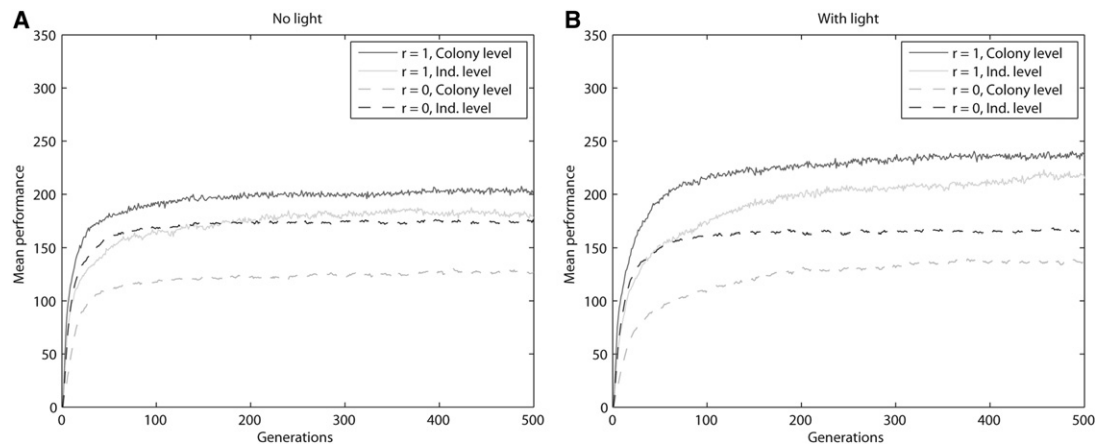 A
No light
350
300
250
200
150
100
50
0
Mean performance
r = 1, Colony level
r = 1, Ind. level
r = 0, Colony level
r = 0, Ind. level
0 100 200 300 400 500
Generations
B
With light
350
300
250
200
150
100
50
0
Mean performance
r = 1, Colony level
r = 1, Ind. level
r = 0, Colony level
r = 0, Ind. level
0 100 200 300 400 500
Generations